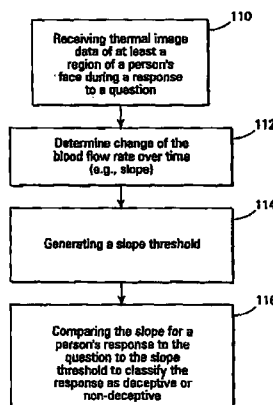 110
Receiving thermal image
data of at least a
region of a person's
face during a response
to a question
112
Determine change of the
blood flow rate over time
(e.g., slope)
114
Generating a slope threshold
116
Comparing the slope for a
person's response to the
question to the slope
threshold to classify the
response as deceptive or
non-deceptive